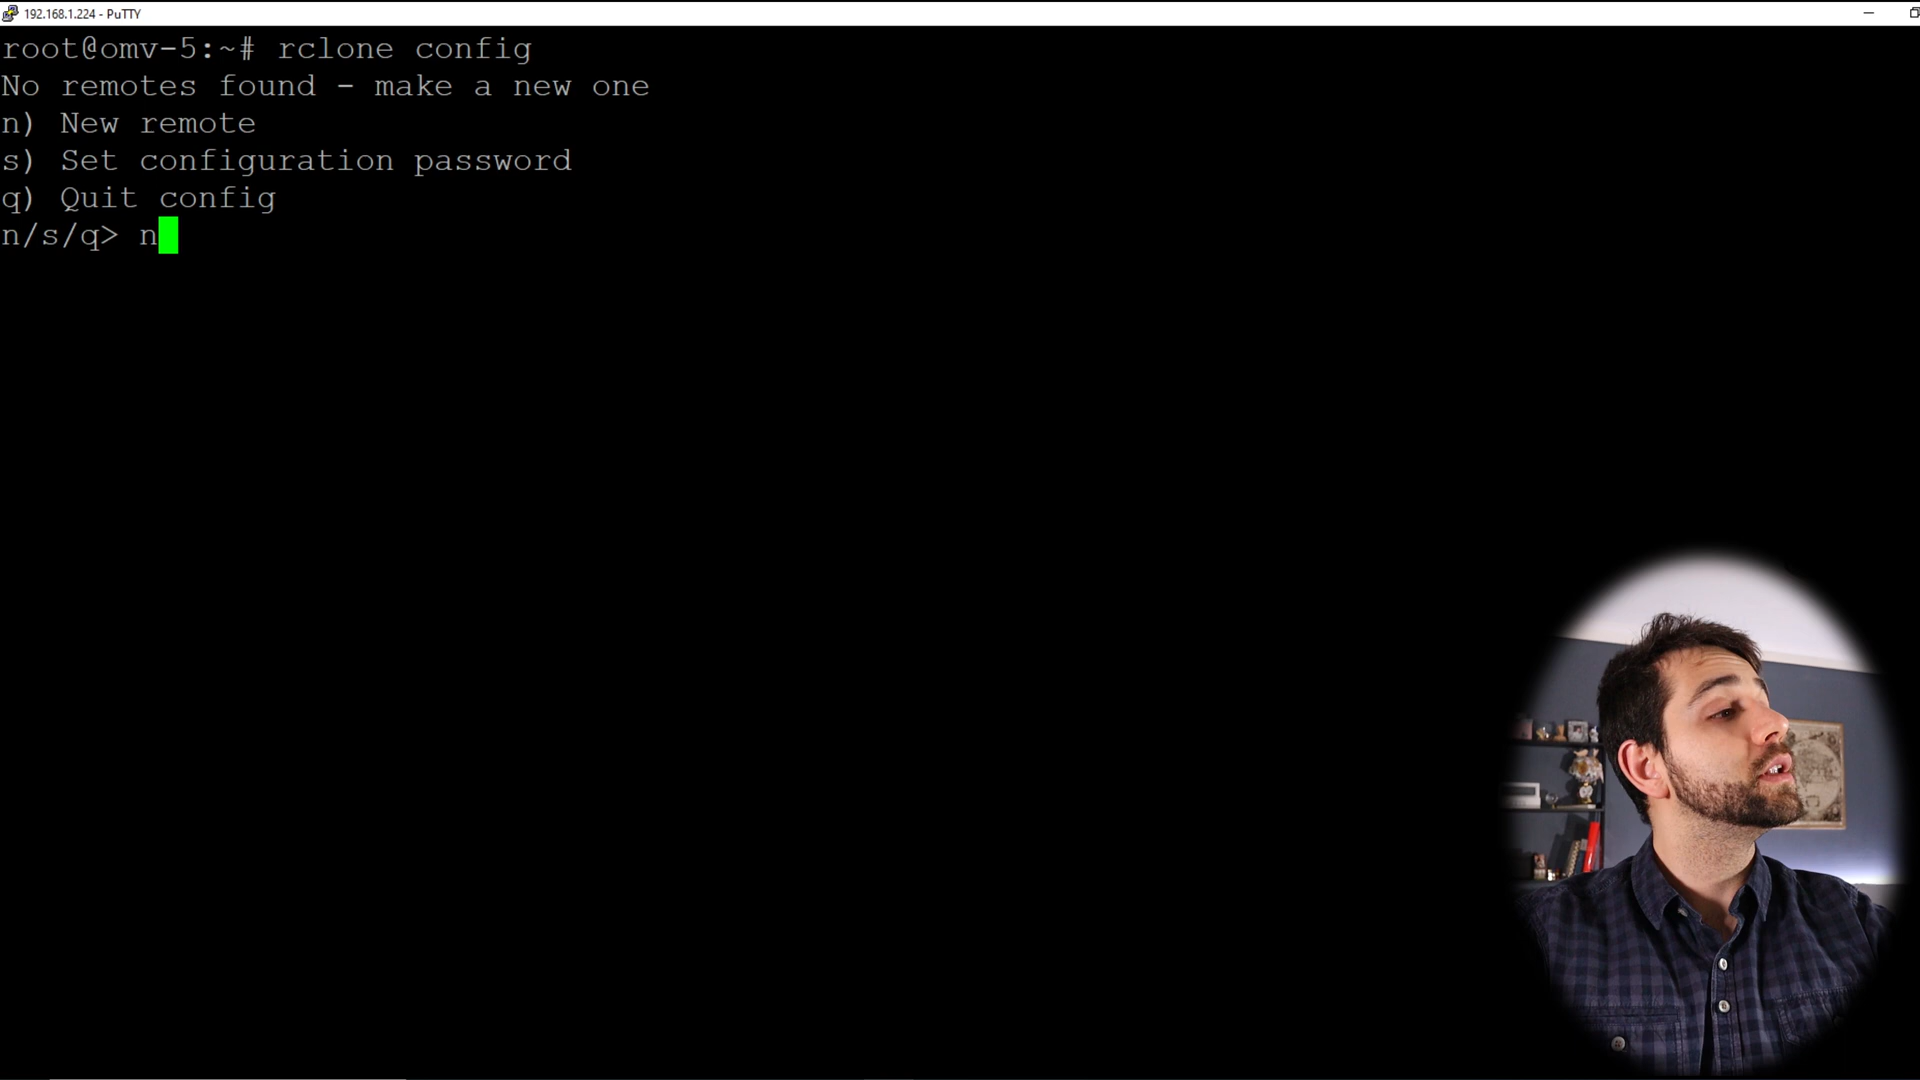 192.168.1.224 - PuTTY
root@omv-5:~# rclone config
No remotes found - make a new one
n) New remote
s) Set configuration password
q) Quit config
n/s/q> n